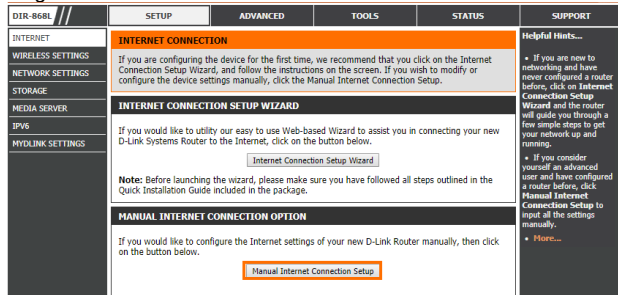 DIR-868L
SETUP
ADVANCED
TOOLS
STATUS
SUPPORT
INTERNET
WIRELESS SETTINGS
NETWORK SETTINGS
STORAGE
MEDIA SERVER
IPV6
MYDLINK SETTINGS
INTERNET CONNECTION
If you are configuring the device for the first time, we recommend that you click on the Internet
Connection Setup Wizard, and follow the instructions on the screen. If you wish to modify or
configure the device settings manually, click the Manual Internet Connection Setup.
INTERNET CONNECTION SETUP WIZARD
If you would like to utility our easy to use Web-based Wizard to assist you in connecting your new
D-Link Systems Router to the Internet, click on the button below.
Internet Connection Setup Wizard
Note: Before launching the wizard, please make sure you have followed all steps outlined in the
Quick Installation Guide included in the package.
MANUAL INTERNET CONNECTION OPTION
If you would like to configure the Internet settings of your new D-Link Router manually, then click
on the button below.
Manual Internet Connection Setup
Helpful Hints...
• If you are new to
networking and have
never configured a router
before, click on Internet
Connection Setup
Wizard and the router
will guide you through a
few simple steps to get
your network up and
running.
• If you consider
yourself an advanced
user and have configured
a router before, click
Manual Internet
Connection Setup to
input all the settings
manually.
• More...